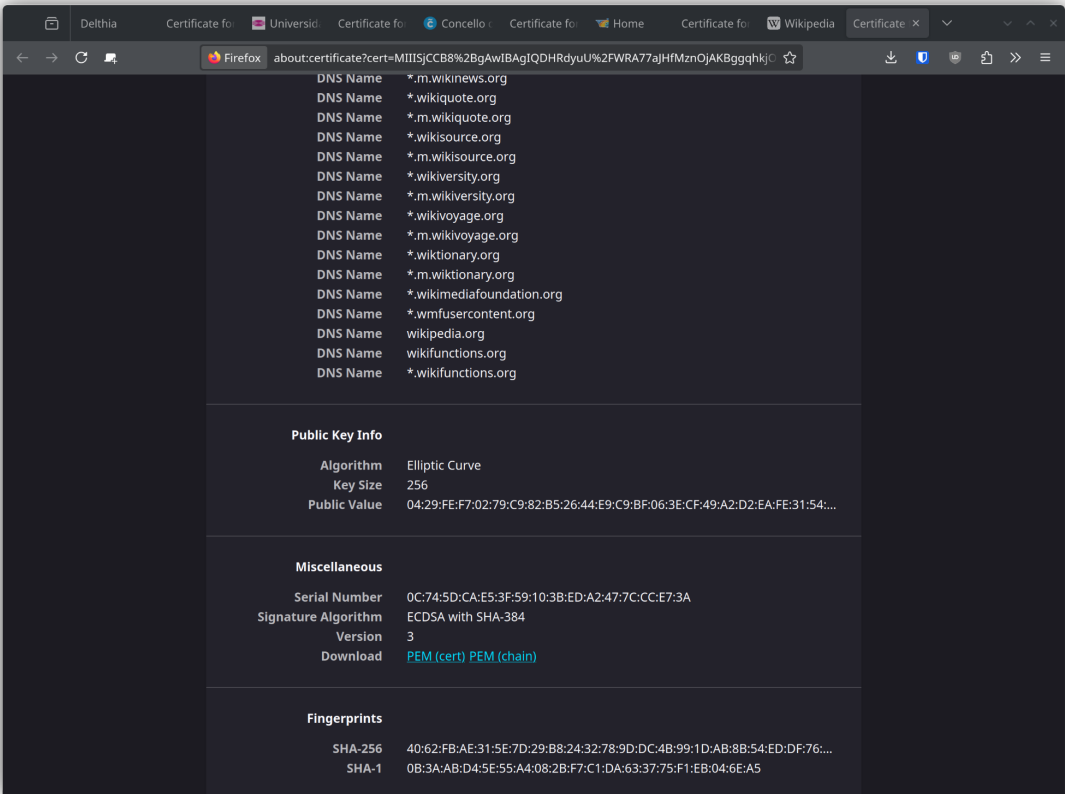 Delthia
Certificate fo
Universid
Certificate fo
Concello
Certificate fo
Home
Certificate fo
Wikipedia
Certificate
Firefox about:certificate?cert=MIIISjCCB8%2BgAwIBAgIQDHRdyuU%2FWRA77aJHfMznOjAKBggqhkjO
DNS Name *.m.wikinews.org
DNS Name *.wikiquote.org
DNS Name *.m.wikiquote.org
DNS Name *.wikisource.org
DNS Name *.m.wikisource.org
DNS Name *.wikiversity.org
DNS Name *.m.wikiversity.org
DNS Name *.wikivoyage.org
DNS Name *.m.wikivoyage.org
DNS Name *.wiktionary.org
DNS Name *.m.wiktionary.org
DNS Name *.wikimediafoundation.org
DNS Name *.wmfusercontent.org
DNS Name wikipedia.org
DNS Name wikifunctions.org
DNS Name *.wikifunctions.org
Public Key Info
Algorithm Elliptic Curve
Key Size 256
Public Value 04:29:FE:F7:02:79:C9:82:B5:26:44:E9:C9:BF:06:3E:CF:49:A2:D2:EA:FE:31:54:...
Miscellaneous
Serial Number 0C:74:5D:CA:E5:3F:59:10:3B:ED:A2:47:7C:CC:E7:3A
Signature Algorithm ECDSA with SHA-384
Version 3
Download PEM (cert) PEM (chain)
Fingerprints
SHA-256 40:62:FB:AE:31:5E:7D:29:B8:24:32:78:9D:DC:4B:99:1D:AB:8B:54:ED:DF:76:...
SHA-1 0B:3A:AB:D4:5E:55:A4:08:2B:F7:C1:DA:63:37:75:F1:EB:04:6E:A5